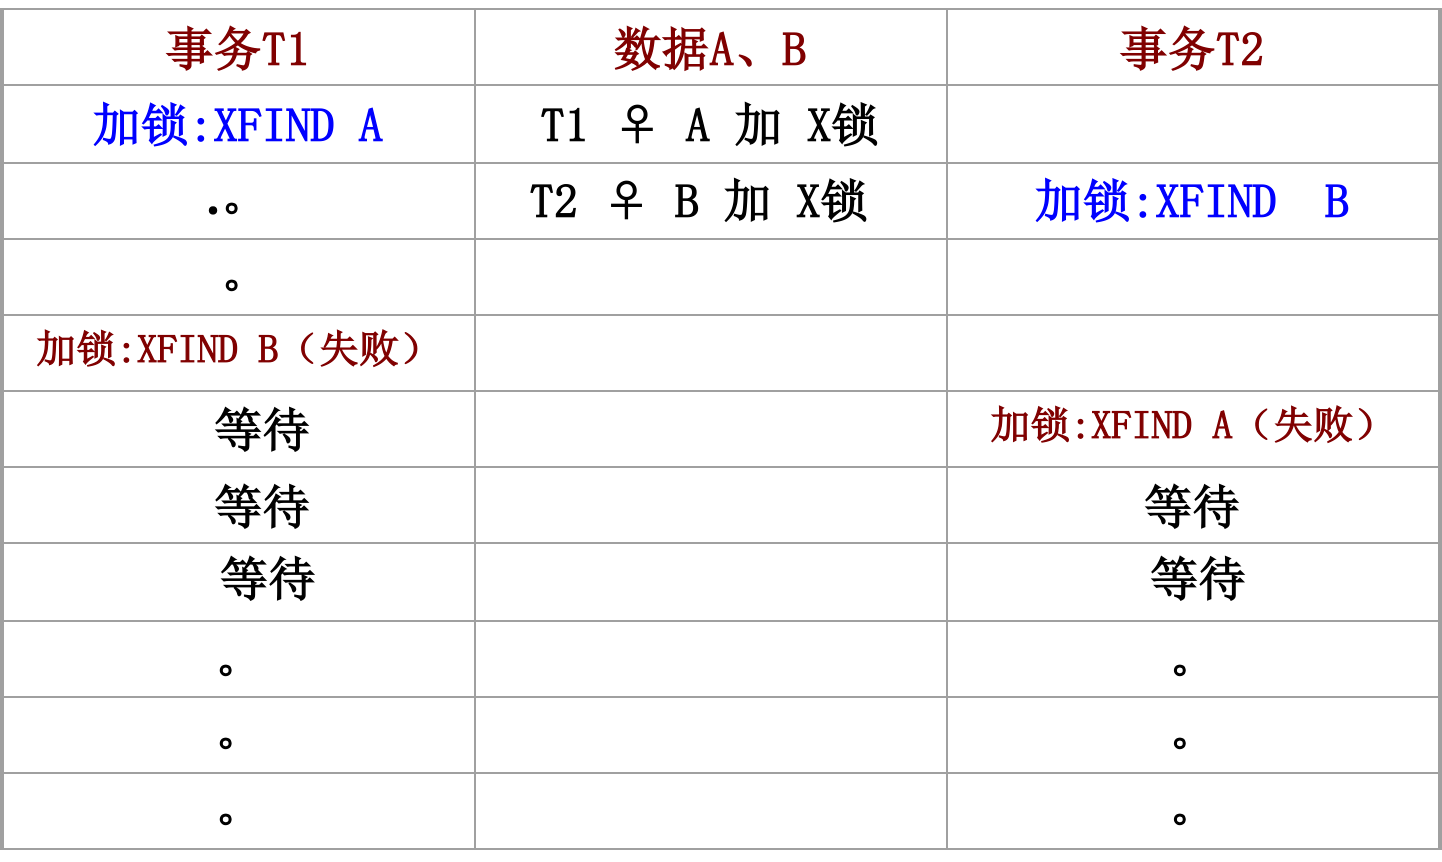 事务T1 数据A、B 事务T2
加锁:XFIND A T1 ♀ A 加 X锁
.。 T2 ♀ B 加 X锁 加锁:XFIND B
。
加锁:XFIND B（失败）
等待 加锁:XFIND A（失败）
等待 等待
等待 等待
。 。
。 。
。 。